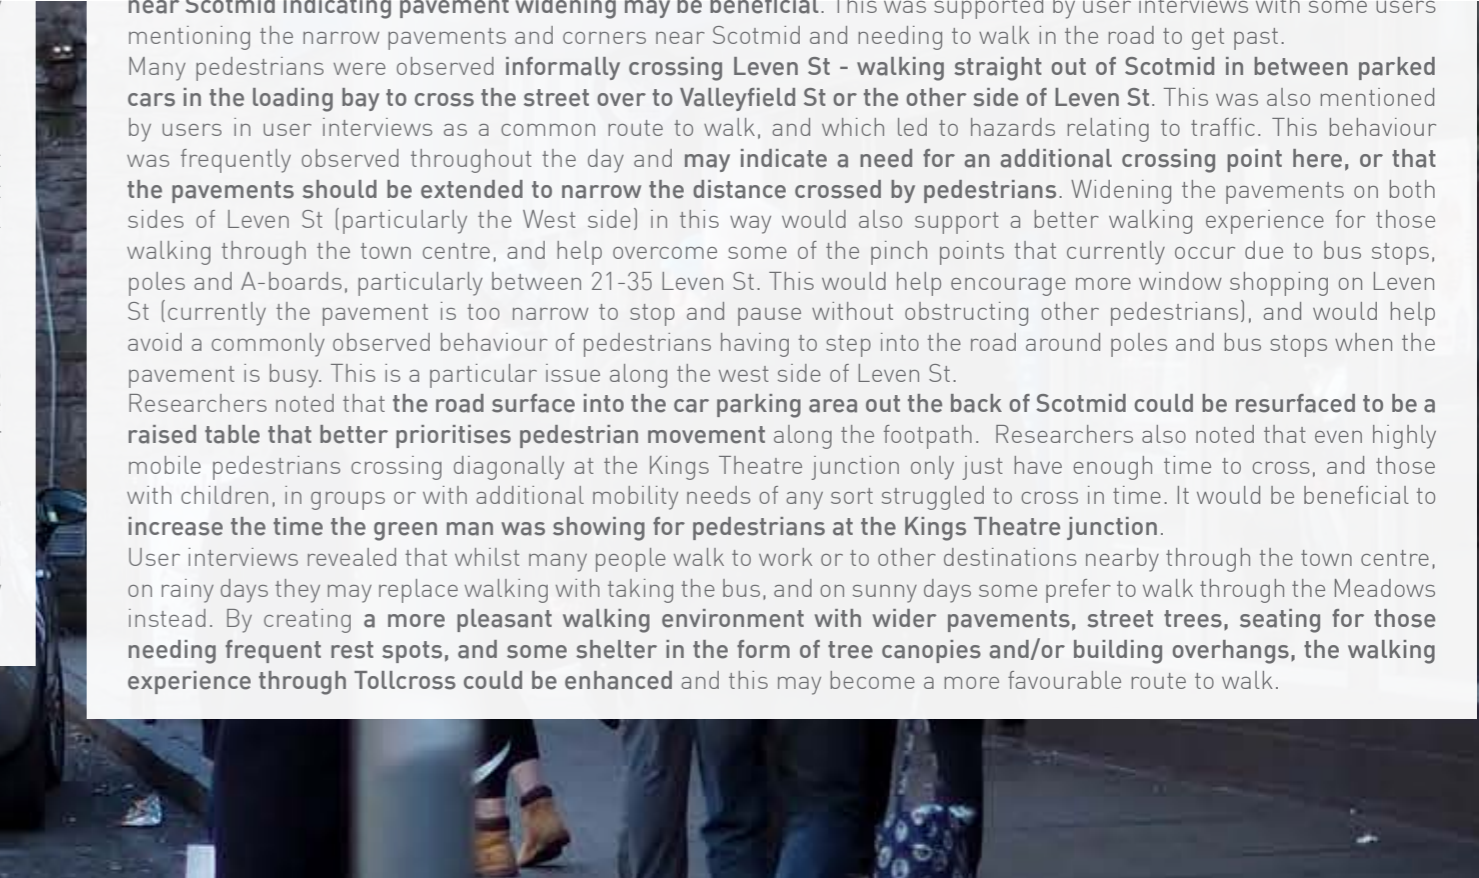 near Scotmid indicating pavement widening may be beneficial. This was supported by user interviews with some users
mentioning the narrow pavements and corners near Scotmid and needing to walk in the road to get past.
Many pedestrians were observed informally crossing Leven St - walking straight out of Scotmid in between parked
cars in the loading bay to cross the street over to Valleyfield St or the other side of Leven St. This was also mentioned
by users in user interviews as a common route to walk, and which led to hazards relating to traffic. This behaviour
was frequently observed throughout the day and may indicate a need for an additional crossing point here, or that
the pavements should be extended to narrow the distance crossed by pedestrians. Widening the pavements on both
sides of Leven St (particularly the West side) in this way would also support a better walking experience for those
walking through the town centre, and help overcome some of the pinch points that currently occur due to bus stops,
poles and A-boards, particularly between 21-35 Leven St. This would help encourage more window shopping on Leven
St (currently the pavement is too narrow to stop and pause without obstructing other pedestrians), and would help
avoid a commonly observed behaviour of pedestrians having to step into the road around poles and bus stops when the
pavement is busy. This is a particular issue along the west side of Leven St.
Researchers noted that the road surface into the car parking area out the back of Scotmid could be resurfaced to be a
raised table that better prioritises pedestrian movement along the footpath. Researchers also noted that even highly
mobile pedestrians crossing diagonally at the Kings Theatre junction only just have enough time to cross, and those
with children, in groups or with additional mobility needs of any sort struggled to cross in time. It would be beneficial to
increase the time the green man was showing for pedestrians at the Kings Theatre junction.
User interviews revealed that whilst many people walk to work or to other destinations nearby through the town centre,
on rainy days they may replace walking with taking the bus, and on sunny days some prefer to walk through the Meadows
instead. By creating a more pleasant walking environment with wider pavements, street trees, seating for those
needing frequent rest spots, and some shelter in the form of tree canopies and/or building overhangs, the walking
experience through Tollcross could be enhanced and this may become a more favourable route to walk.